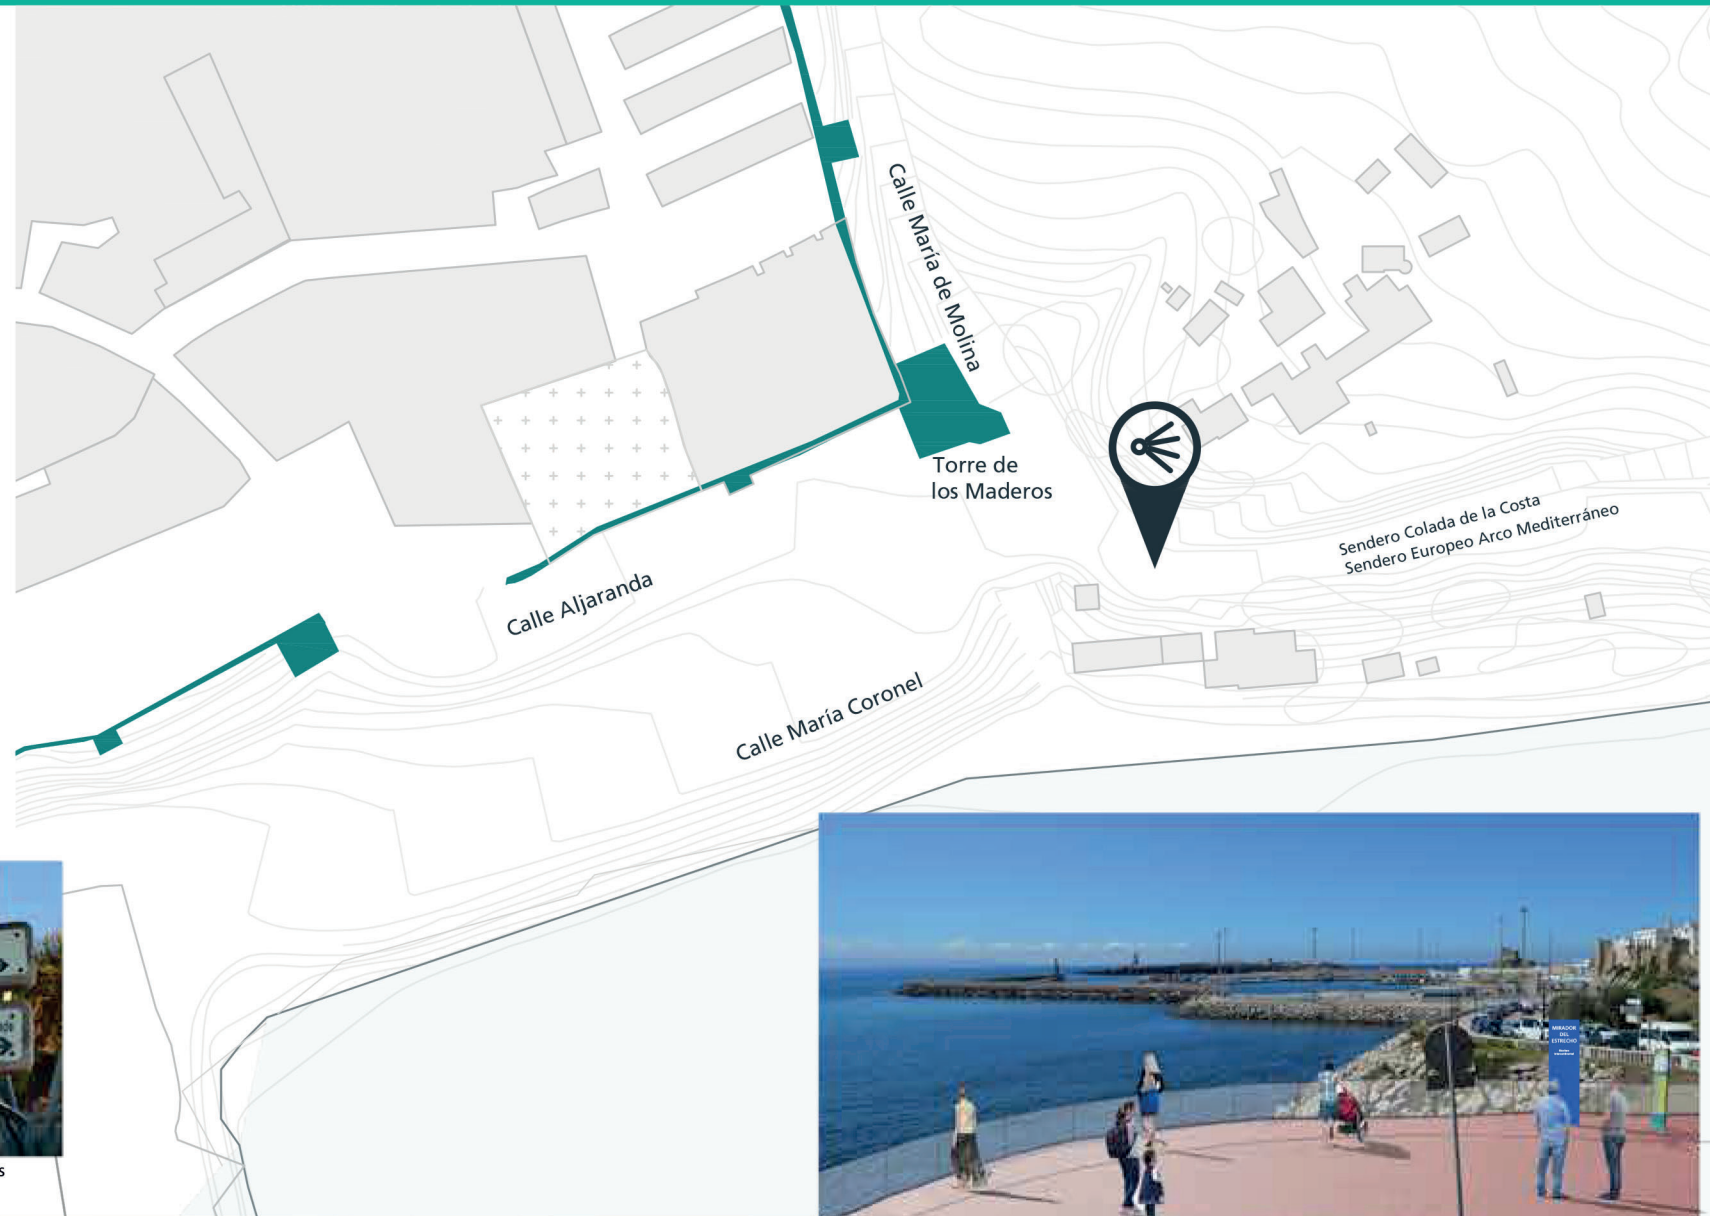 Calle María de Molina
Torre de
los Maderos
Sendero Colada de la Costa
Sendero Europeo Arco Mediterráneo
Calle Aljaranda
Calle María Coronel
MIRADOR
DEL
ESTRECHO
s